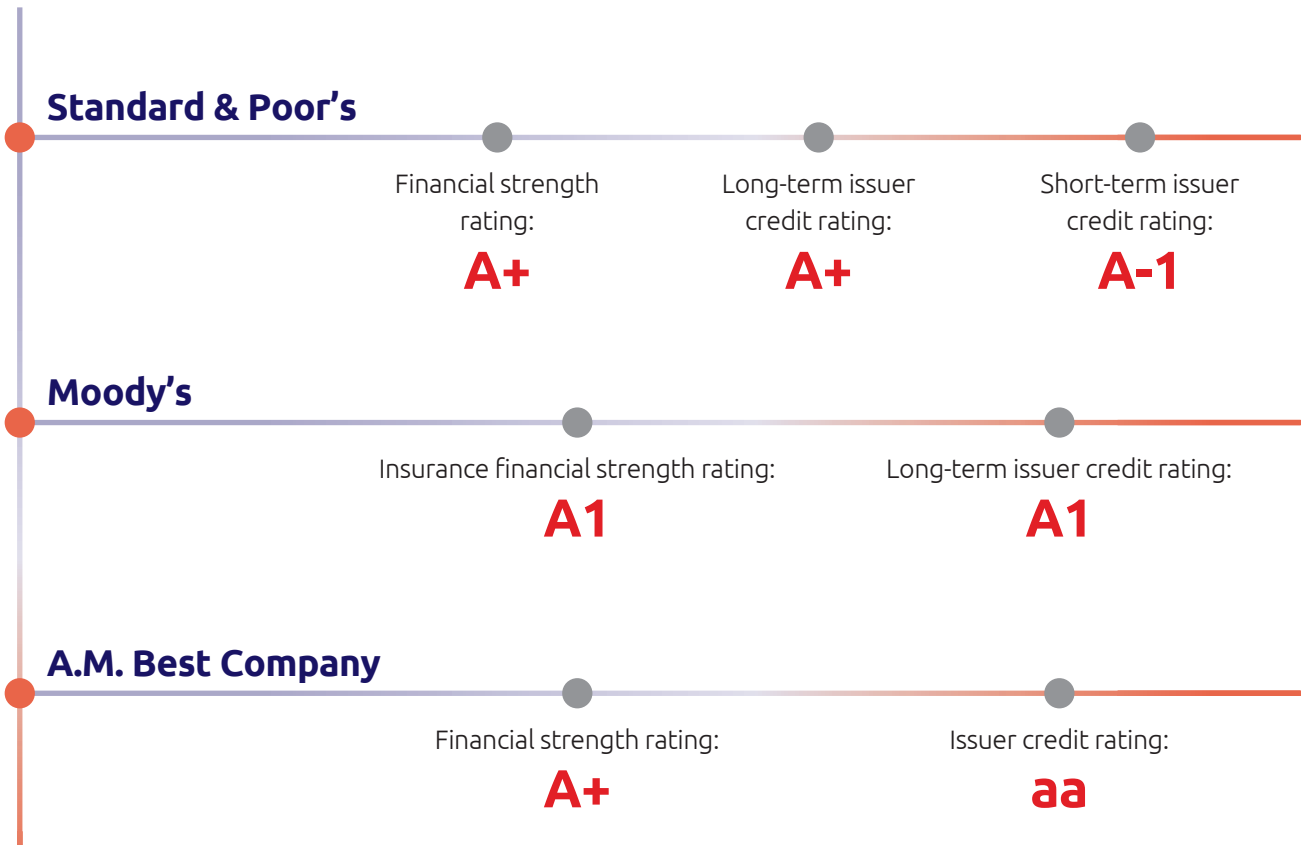 Standard & Poor’s
Financial strength
rating:
A+
Long-term issuer
credit rating:
A+
Short-term issuer
credit rating:
A-1
Moody’s
Insurance financial strength rating:
A1
Long-term issuer credit rating:
A1
A.M. Best Company
Financial strength rating:
A+
Issuer credit rating:
aa